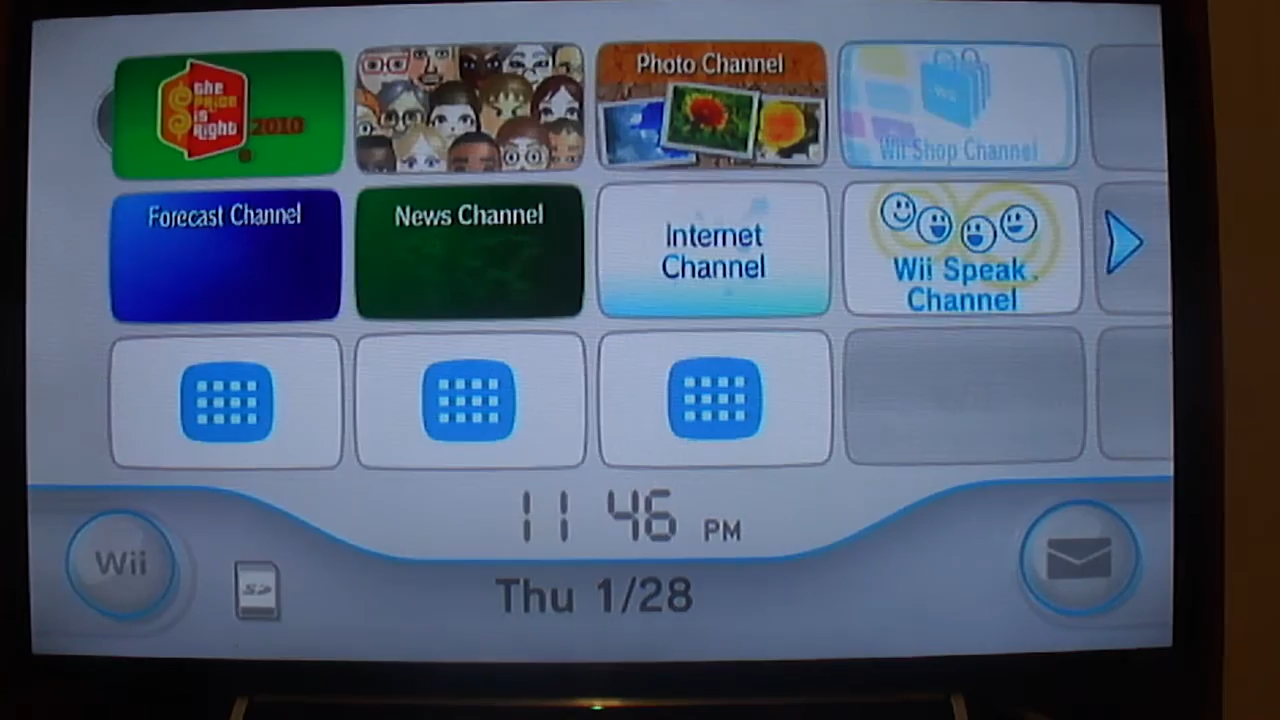 the
PRICE
is
Right
2010
Photo Channel
Wii
Wii Shop Channel
Forecast Channel
News Channel
Internet
Channel
Wii Speak
Channel
11 46 PM
Wii
SD
Thu 1/28